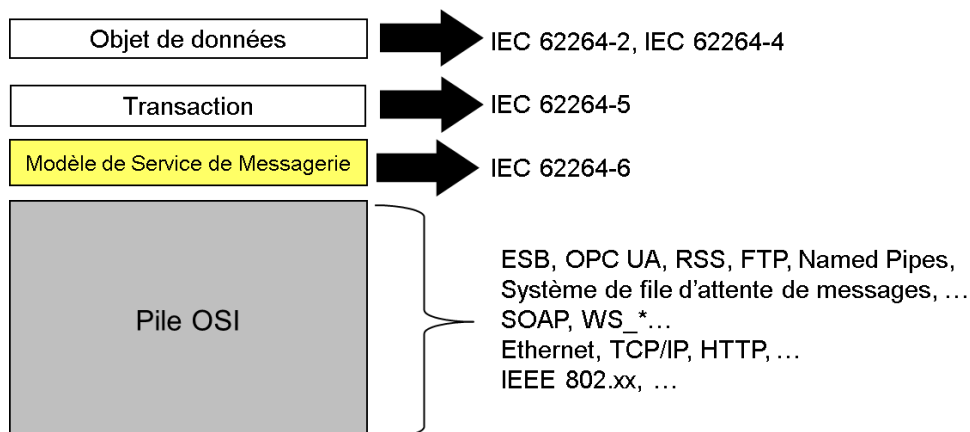 Objet de données
IEC 62264-2, IEC 62264-4
Transaction
IEC 62264-5
Modèle de Service de Messagerie
IEC 62264-6
Pile OSI
ESB, OPC UA, RSS, FTP, Named Pipes,
Système de file d'attente de messages, …
SOAP, WS_*…
Ethernet, TCP/IP, HTTP, …
IEEE 802.xx, …